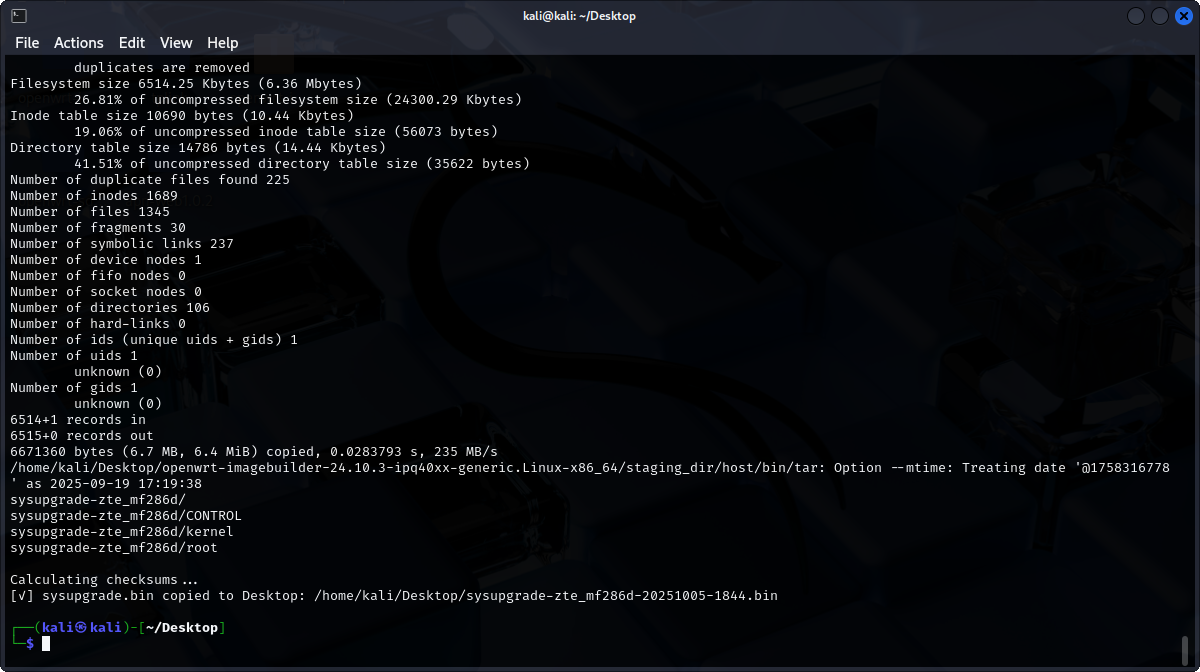 kali@kali: ~/Desktop
File Actions Edit View Help
duplicates are removed
Filesystem size 6514.25 Kbytes (6.36 Mbytes)
26.81% of uncompressed filesystem size (24300.29 Kbytes)
Inode table size 10690 bytes (10.44 Kbytes)
19.06% of uncompressed inode table size (56073 bytes)
Directory table size 14786 bytes (14.44 Kbytes)
41.51% of uncompressed directory table size (35622 bytes)
Number of duplicate files found 225
Number of inodes 1689
Number of files 1345
Number of fragments 30
Number of symbolic links 237
Number of device nodes 1
Number of fifo nodes 0
Number of socket nodes 0
Number of directories 106
Number of hard-links 0
Number of ids (unique uids + gids) 1
Number of uids 1
unknown (0)
Number of gids 1
unknown (0)
6514+1 records in
6515+0 records out
6671360 bytes (6.7 MB, 6.4 MiB) copied, 0.0283793 s, 235 MB/s
/home/kali/Desktop/openwrt-imagebuilder-24.10.3-ipq40xx-generic.Linux-x86_64/staging_dir/host/bin/tar: Option --mtime: Treating date '@1758316778
' as 2025-09-19 17:19:38
sysupgrade-zte_mf286d/
sysupgrade-zte_mf286d/CONTROL
sysupgrade-zte_mf286d/kernel
sysupgrade-zte_mf286d/root
Calculating checksums...
[√] sysupgrade.bin copied to Desktop: /home/kali/Desktop/sysupgrade-zte_mf286d-20251005-1844.bin
┌──(kali㉿kali)-[~/Desktop]
└─$